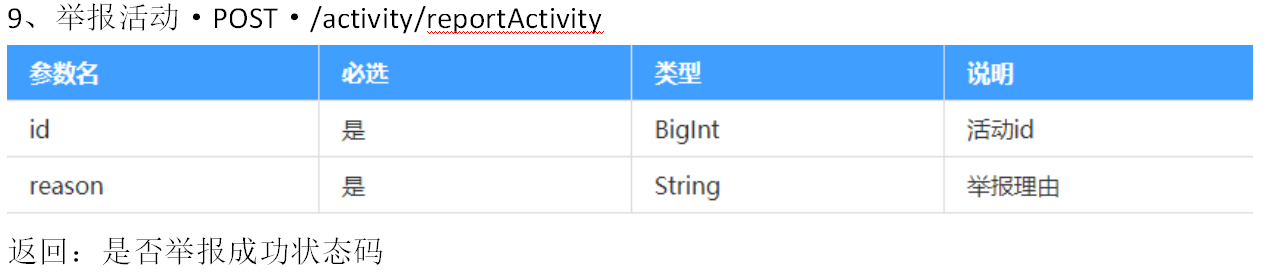 9、举报活动·POST·/activity/reportActivity
参数名 必选 类型 说明
id 是 BigInt 活动id
reason 是 String 举报理由
返回：是否举报成功状态码